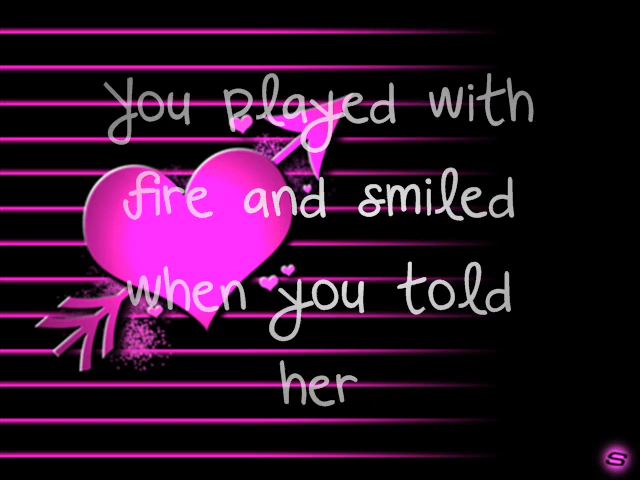 you played with
fire and smiled
when you told
her
S